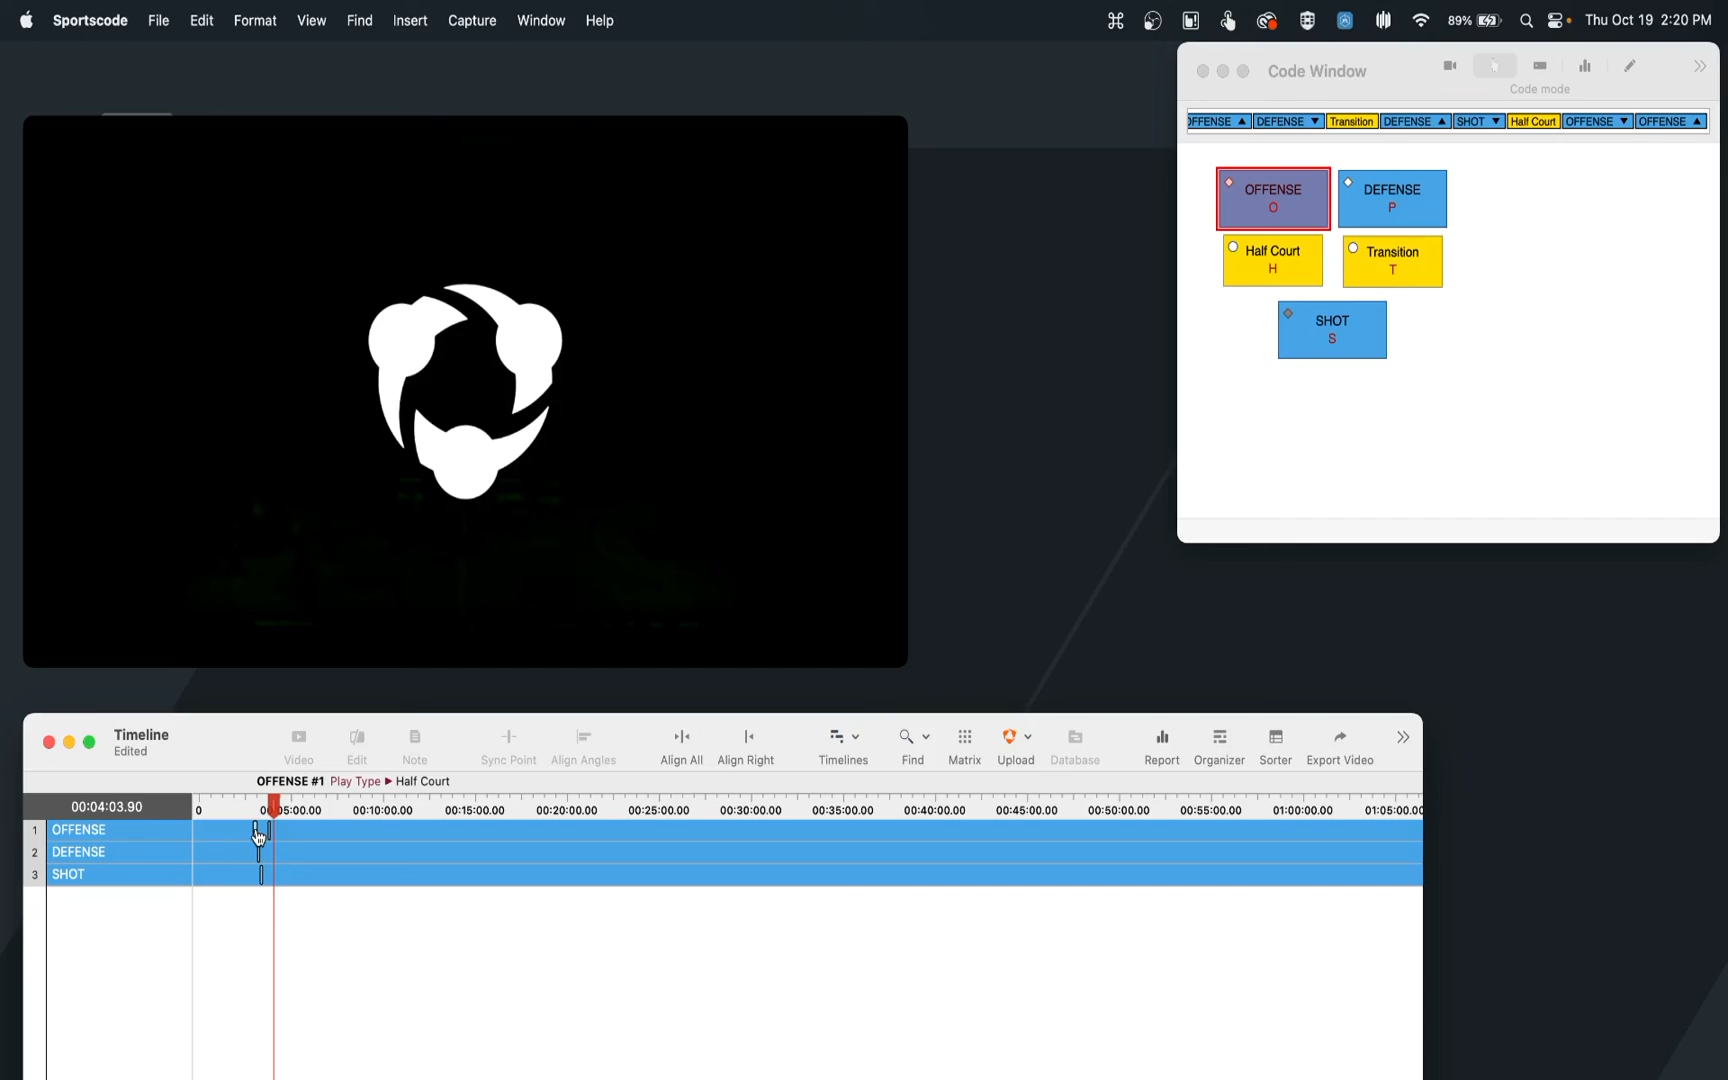 Sportscode File Edit Format View Find Insert Capture Window Help 89% Thu Oct 19 2:20 PM
Code Window
Code mode
OFFENSE ▲ DEFENSE ▼ Transition DEFENSE ▲ SHOT ▼ Half Court OFFENSE ▼ OFFENSE ▲
OFFENSE DEFENSE
O P
Half Court Transition
H T
SHOT
S
Timeline
Edited
Video Edit Note Sync Point Align Angles Align All Align Right Timelines Find Matrix Upload Database Report Organizer Sorter Export Video
OFFENSE #1 Play Type ▶ Half Court
00:04:03.90 0 00:05:00.00 00:10:00.00 00:15:00.00 00:20:00.00 00:25:00.00 00:30:00.00 00:35:00.00 00:40:00.00 00:45:00.00 00:50:00.00 00:55:00.00 01:00:00.00 01:05:00.00
1 OFFENSE
2 DEFENSE
3 SHOT